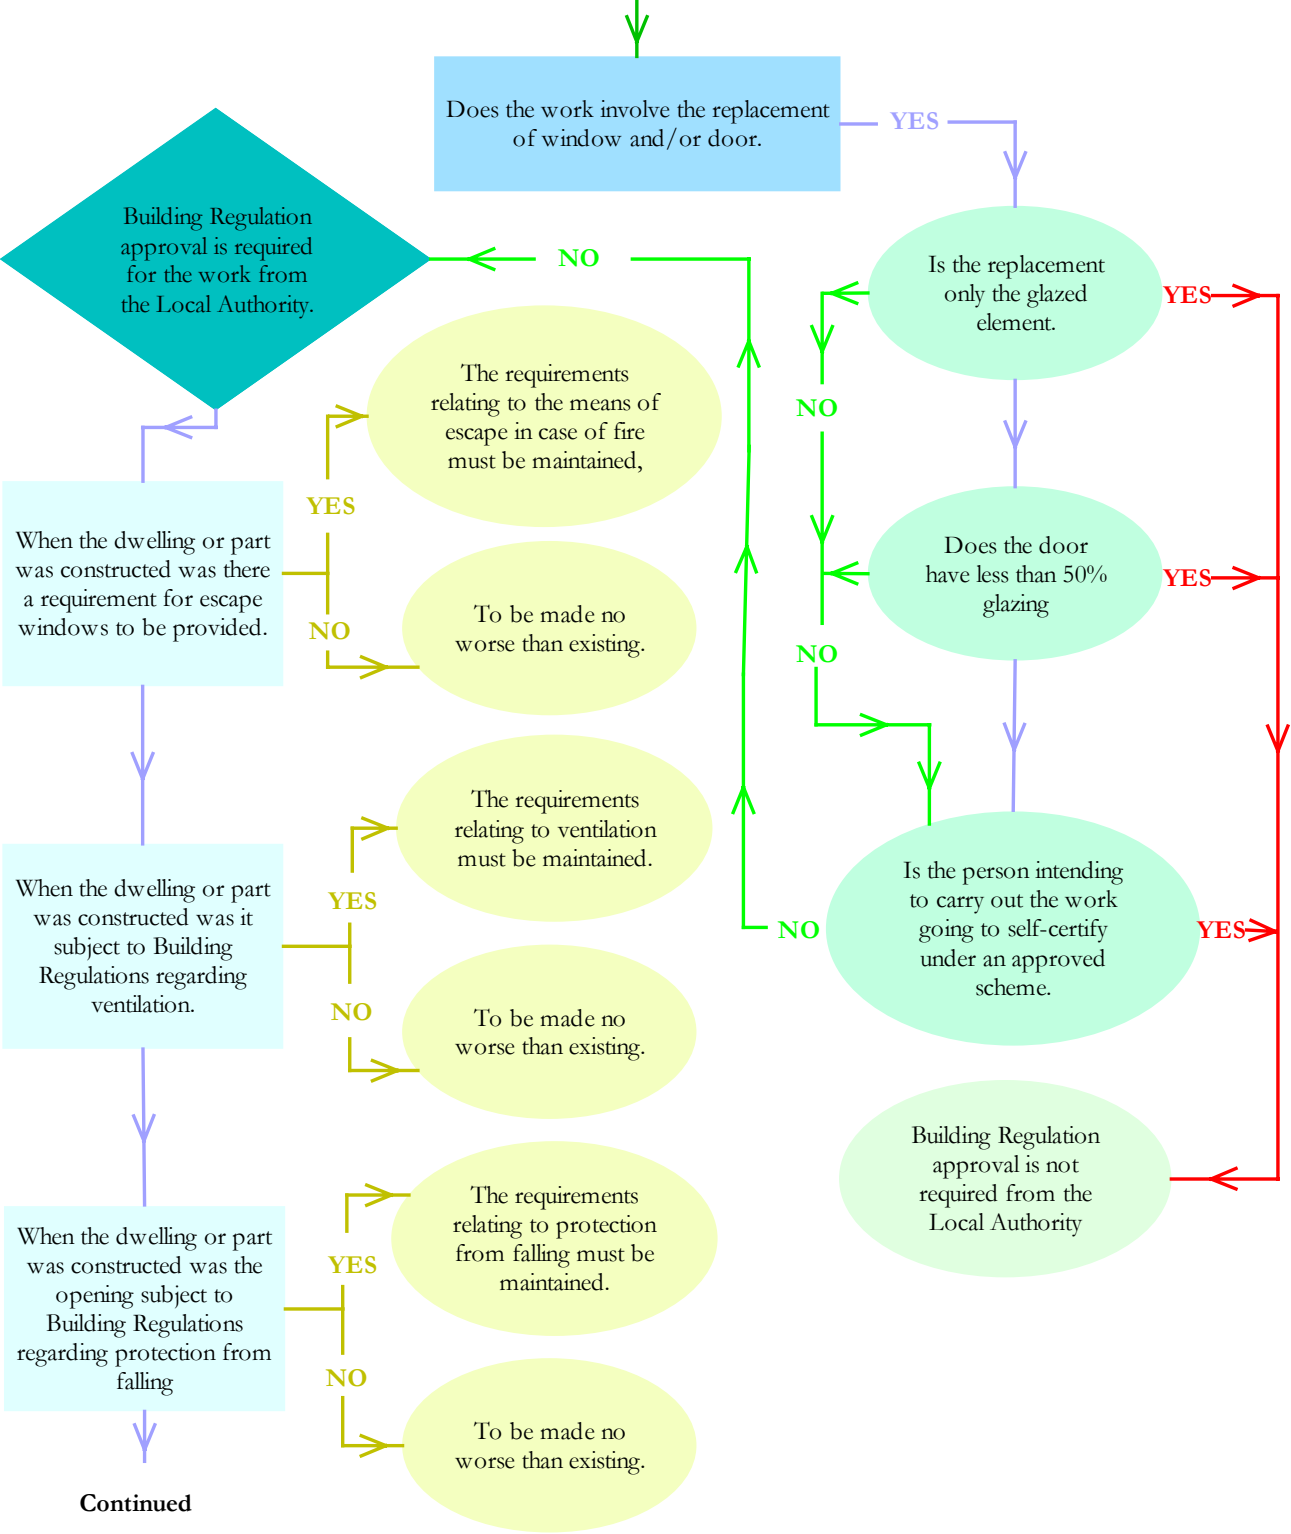 Does the work involve the replacement
of window and/or door.
YES
Building Regulation
approval is required
for the work from
the Local Authority.
NO
Is the replacement
only the glazed
element.
YES
NO
The requirements
relating to the means of
escape in case of fire
must be maintained,
YES
When the dwelling or part
was constructed was there
a requirement for escape
windows to be provided.
NO
To be made no
worse than existing.
Does the door
have less than 50%
glazing
YES
NO
The requirements
relating to ventilation
must be maintained.
YES
When the dwelling or part
was constructed was it
subject to Building
Regulations regarding
ventilation.
NO
To be made no
worse than existing.
NO
Is the person intending
to carry out the work
going to self-certify
under an approved
scheme.
YES
Building Regulation
approval is not
required from the
Local Authority
The requirements
relating to protection
from falling must be
maintained.
YES
When the dwelling or part
was constructed was the
opening subject to
Building Regulations
regarding protection from
falling
NO
To be made no
worse than existing.
Continued